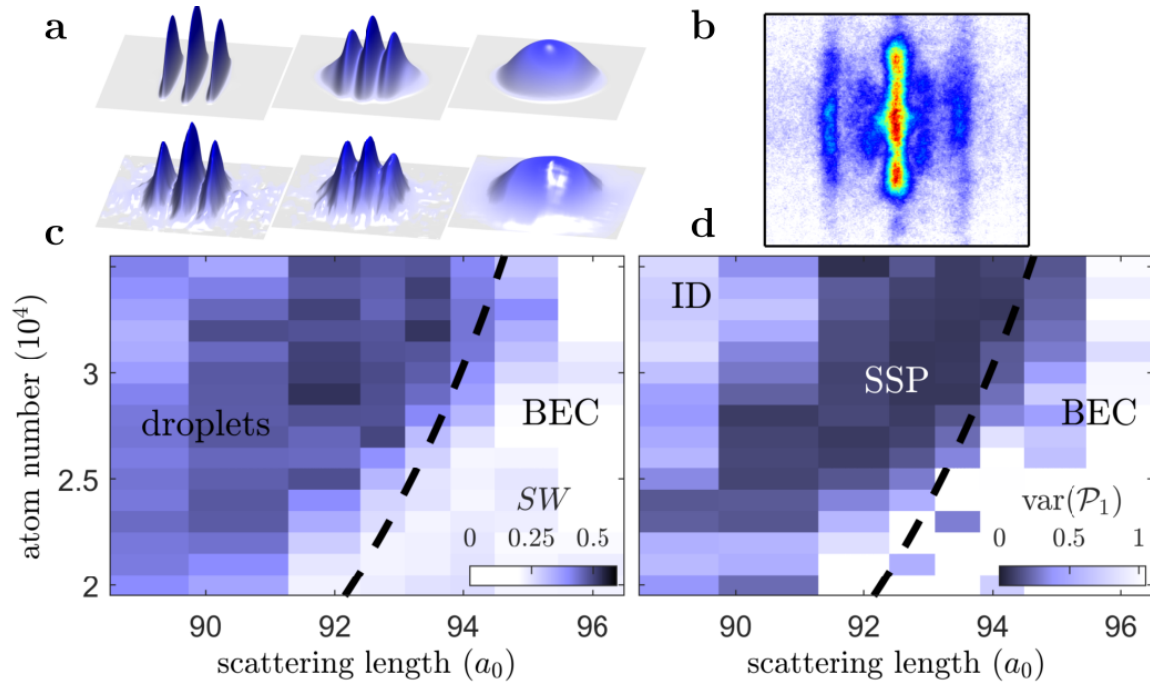 a
b
c
d
droplets
BEC
SW
0 0.25 0.5
ID
SSP
BEC
var(𝒫₁)
0 0.5 1
3
2.5
2
atom number (10⁴)
90 92 94 96
scattering length (a₀)
90 92 94 96
scattering length (a₀)